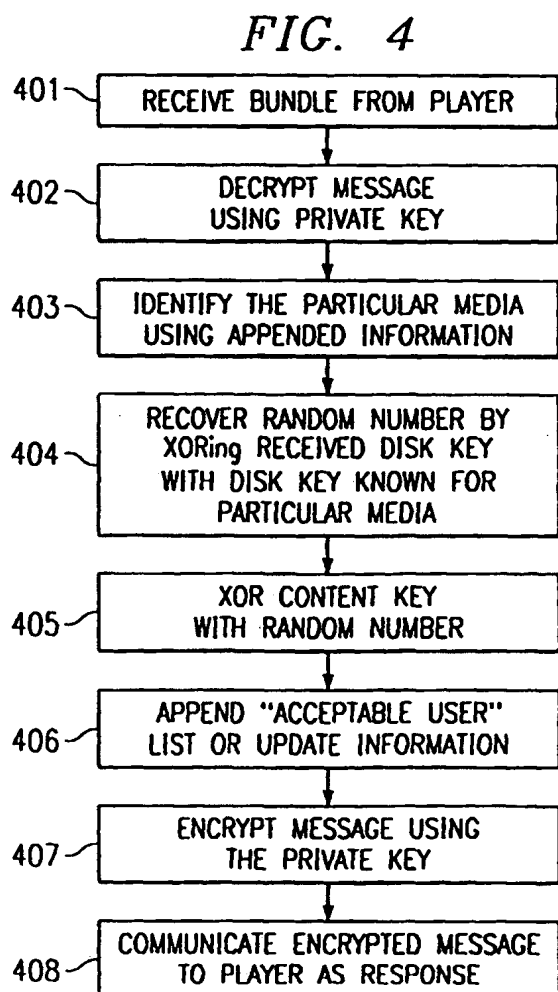 FIG. 4
401
RECEIVE BUNDLE FROM PLAYER
402
DECRYPT MESSAGE
USING PRIVATE KEY
403
IDENTIFY THE PARTICULAR MEDIA
USING APPENDED INFORMATION
404
RECOVER RANDOM NUMBER BY
XORing RECEIVED DISK KEY
WITH DISK KEY KNOWN FOR
PARTICULAR MEDIA
405
XOR CONTENT KEY
WITH RANDOM NUMBER
406
APPEND "ACCEPTABLE USER"
LIST OR UPDATE INFORMATION
407
ENCRYPT MESSAGE USING
THE PRIVATE KEY
408
COMMUNICATE ENCRYPTED MESSAGE
TO PLAYER AS RESPONSE